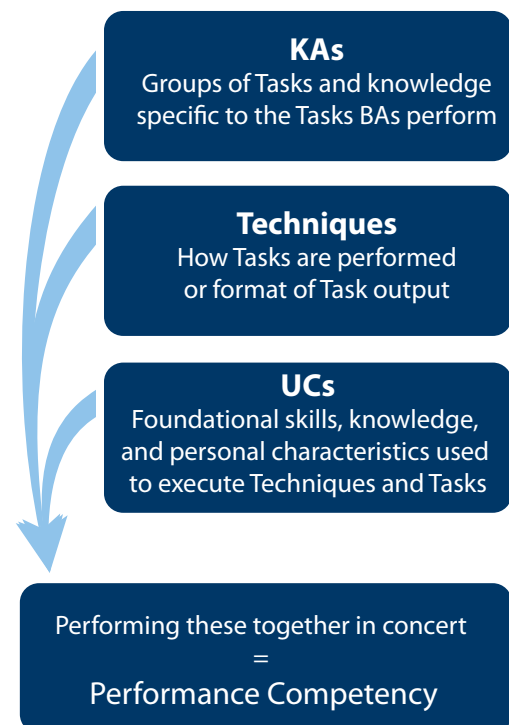 KAs
Groups of Tasks and knowledge
specific to the Tasks BAs perform
Techniques
How Tasks are performed
or format of Task output
UCs
Foundational skills, knowledge,
and personal characteristics used
to execute Techniques and Tasks
Performing these together in concert
=
Performance Competency